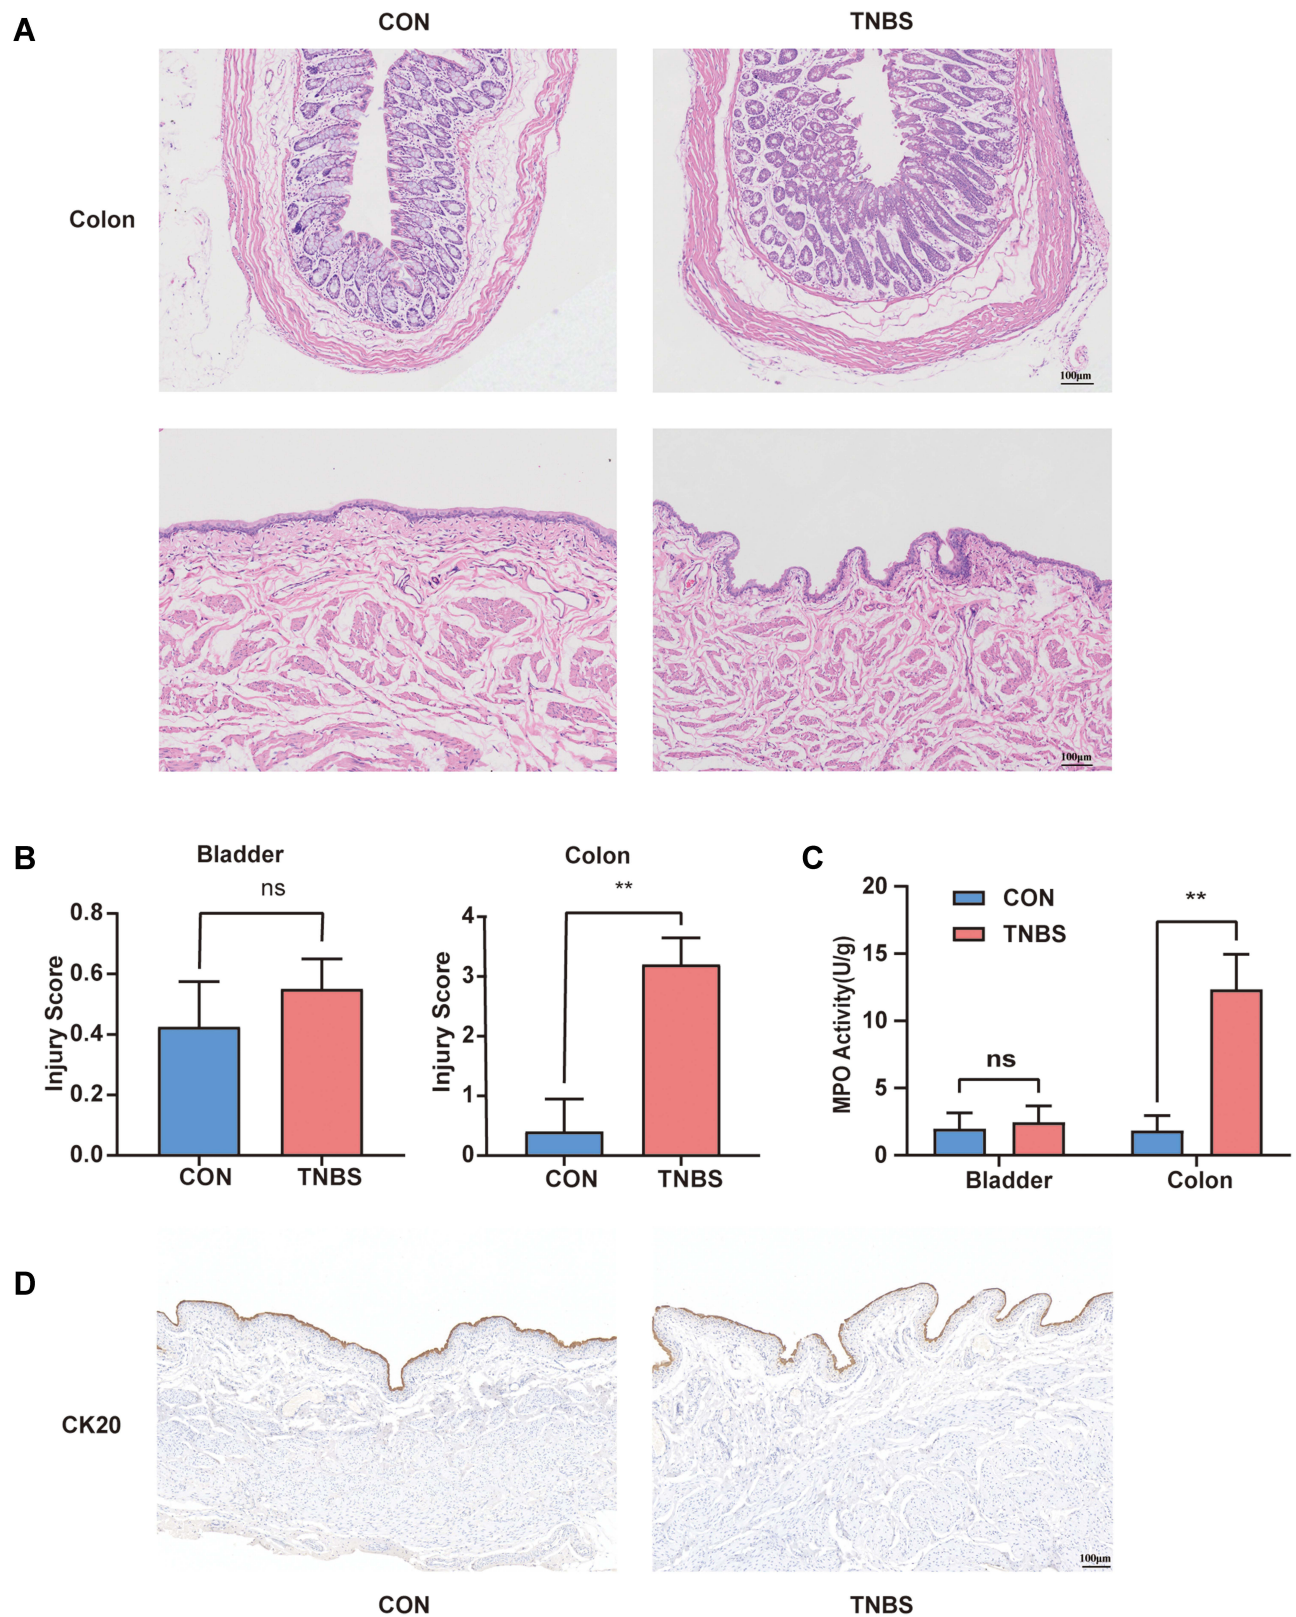 A
CON
TNBS
Colon
100μm
100μm
B
Bladder
ns
Injury Score
0.8
0.6
0.4
0.2
0.0
CON
TNBS
Colon
**
Injury Score
4
3
2
1
0
CON
TNBS
C
MPO Activity(U/g)
20
15
10
5
0
CON
TNBS
ns
**
Bladder
Colon
D
CK20
100μm
CON
TNBS